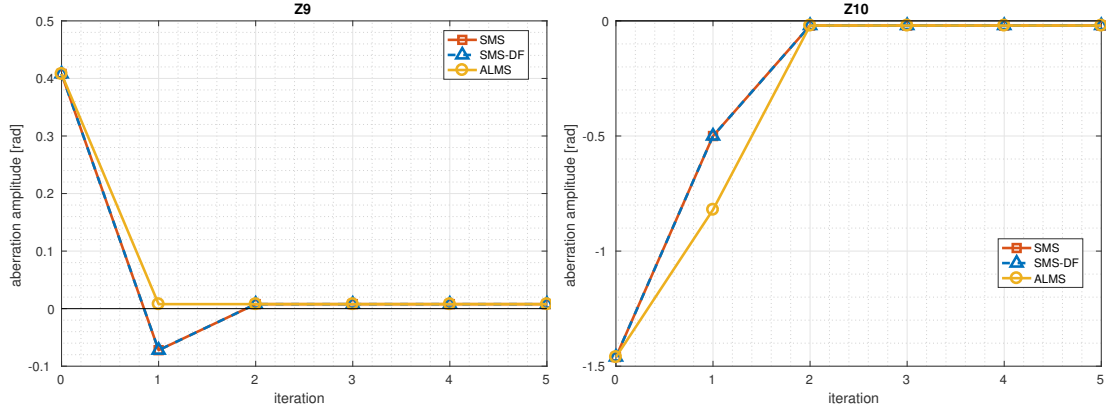 Z9
0.5
0.4
0.3
0.2
0.1
0
-0.1
aberration amplitude [rad]
SMS
SMS-DF
ALMS
0 1 2 3 4 5
iteration
Z10
0
-0.5
-1
-1.5
aberration amplitude [rad]
SMS
SMS-DF
ALMS
0 1 2 3 4 5
iteration